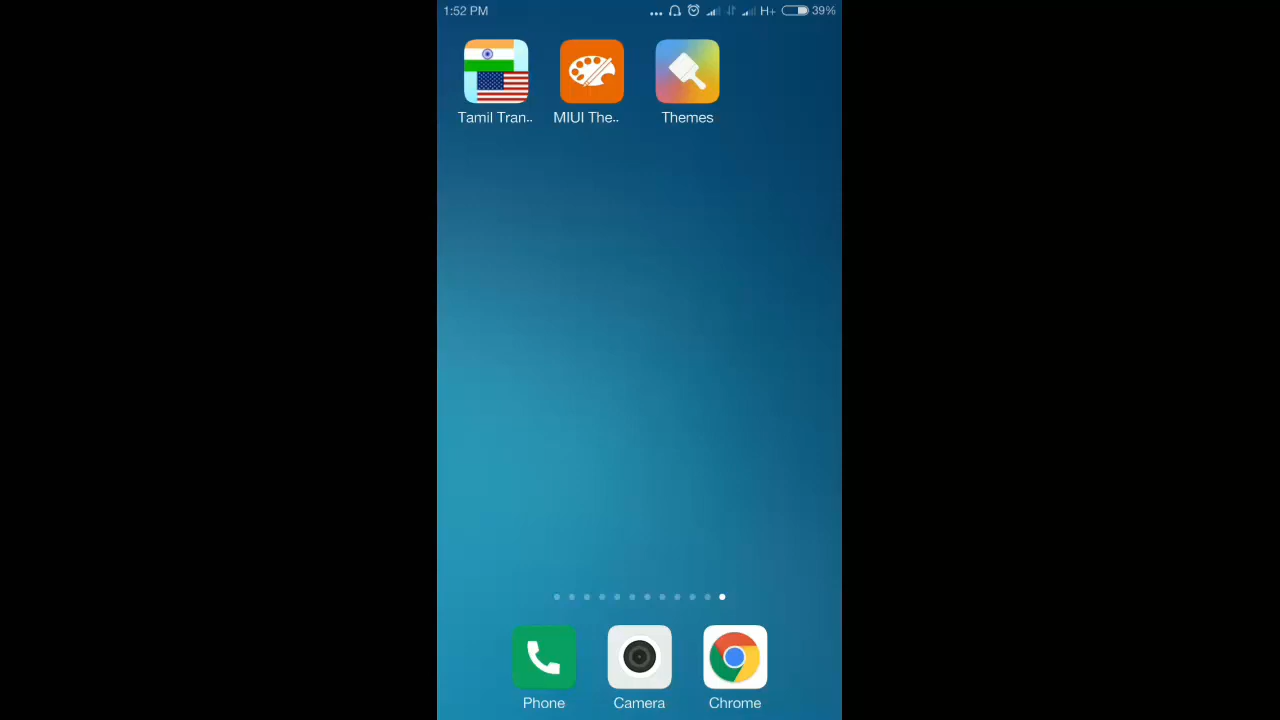 1:52 PM H+ 39%
Tamil Tran.. MIUI The.. Themes
Phone Camera Chrome